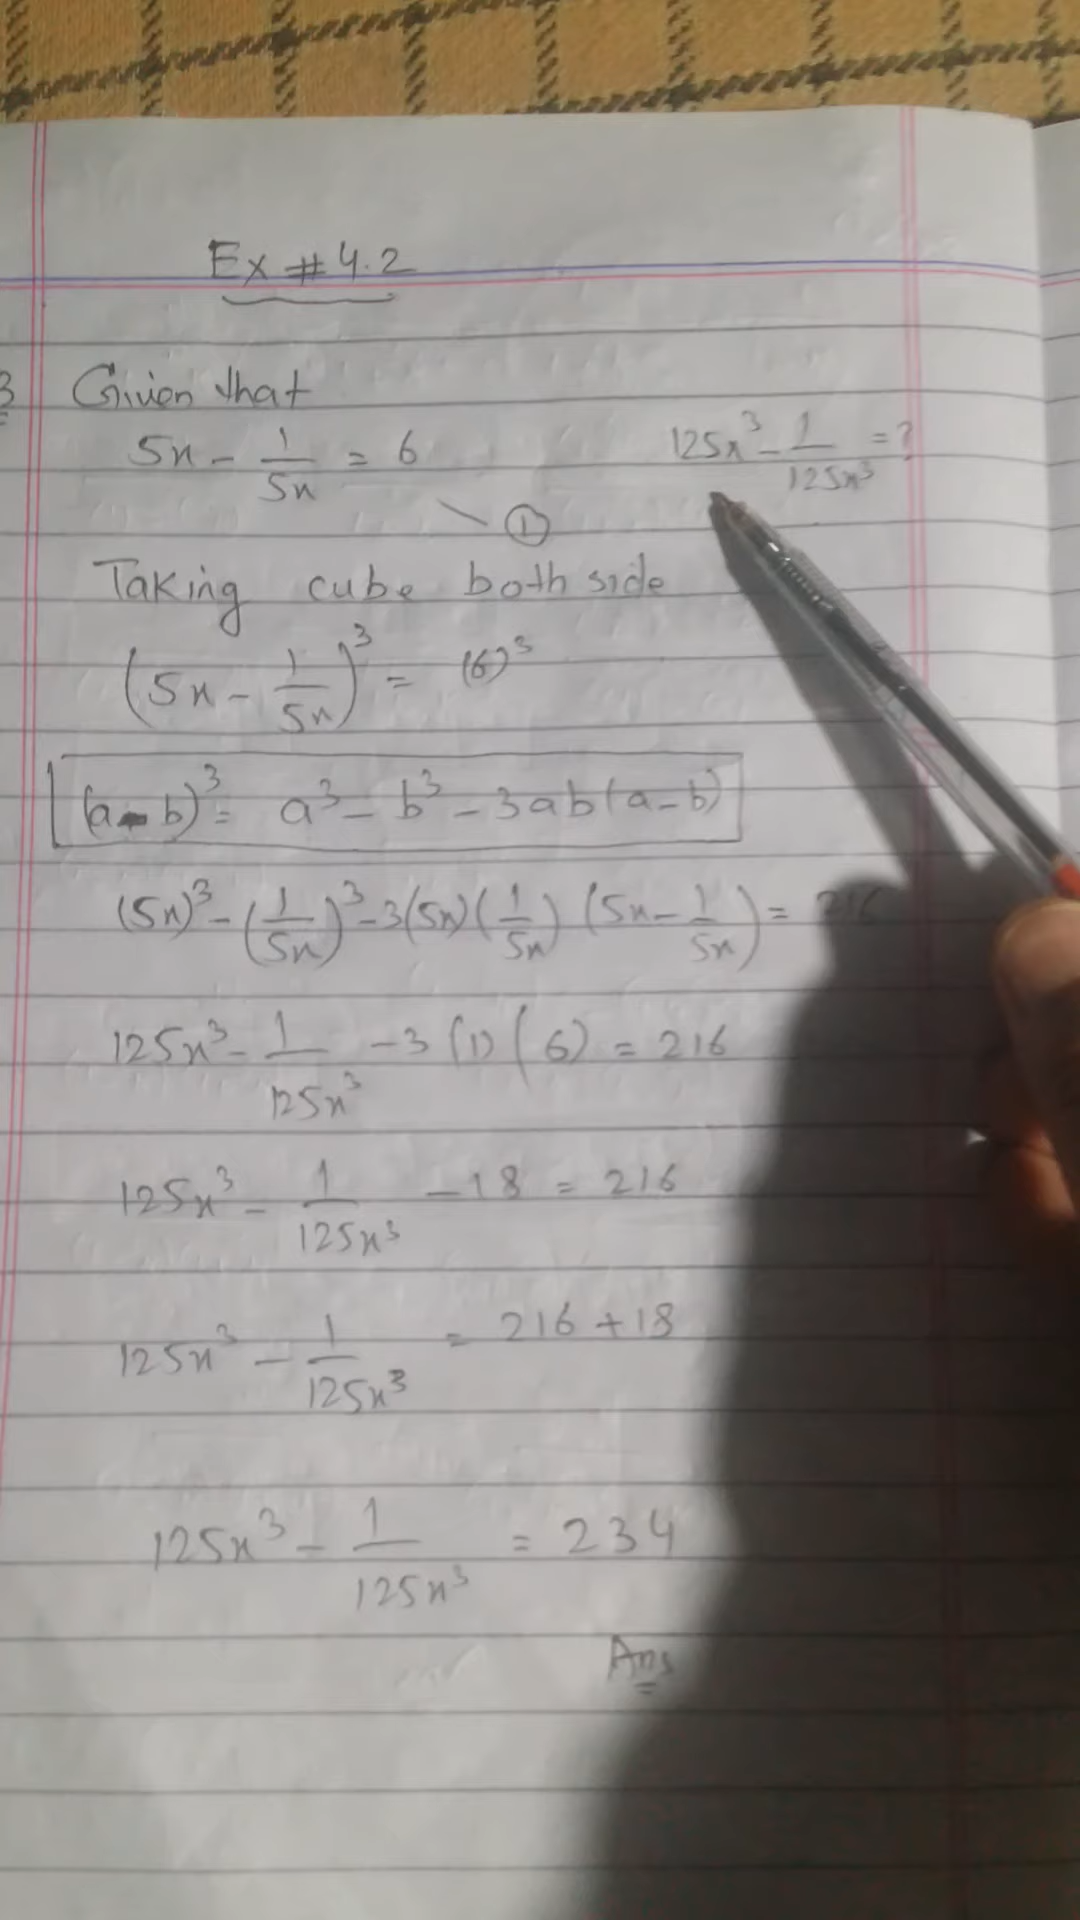 Ex # 4.2
3 Given that
5x - 1/5x = 6    125x³ - 1/125x³ = ?
①
Taking cube both side
(5x - 1/5x)³ = (6)³
(a-b)³ = a³ - b³ - 3ab(a-b)
(5x)³ - (1/5x)³ - 3(5x)(1/5x)(5x - 1/5x) = 216
125x³ - 1/125x³ - 3(1)(6) = 216
125x³ - 1/125x³ - 18 = 216
125x³ - 1/125x³ = 216 + 18
125x³ - 1/125x³ = 234
Ans